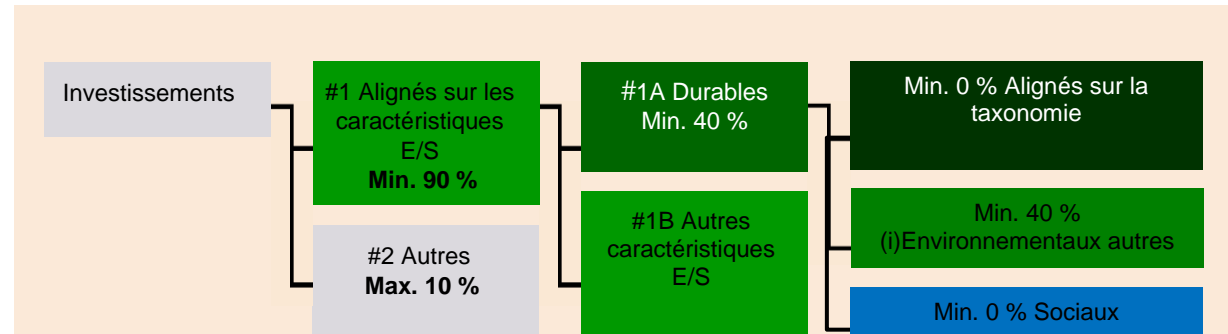 Investissements
#1 Alignés sur les
caractéristiques
E/S
Min. 90 %
#2 Autres
Max. 10 %
#1A Durables
Min. 40 %
#1B Autres
caractéristiques
E/S
Min. 0 % Alignés sur la
taxonomie
Min. 40 %
(i)Environnementaux autres
Min. 0 % Sociaux